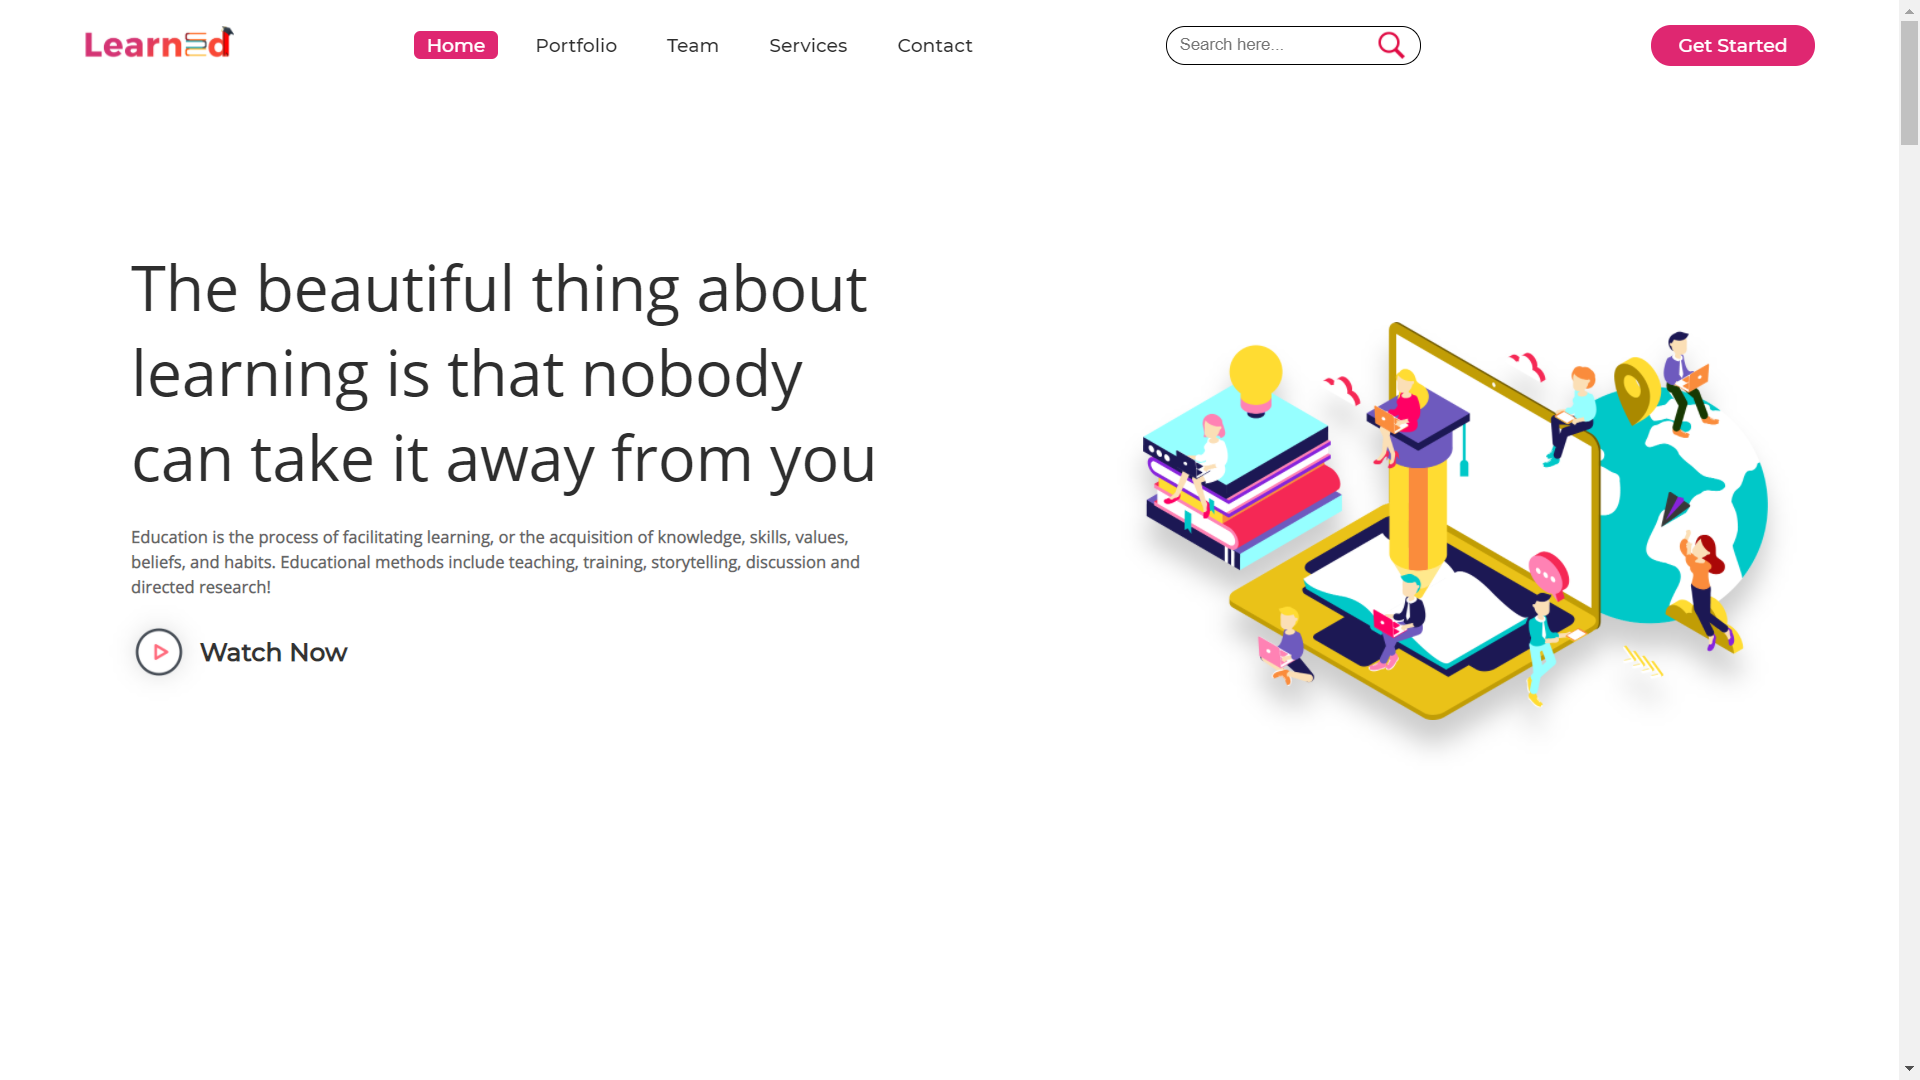 Learned
Home
Portfolio
Team
Services
Contact
Search here...
Get Started
The beautiful thing about
learning is that nobody
can take it away from you
Education is the process of facilitating learning, or the acquisition of knowledge, skills, values,
beliefs, and habits. Educational methods include teaching, training, storytelling, discussion and
directed research!
Watch Now